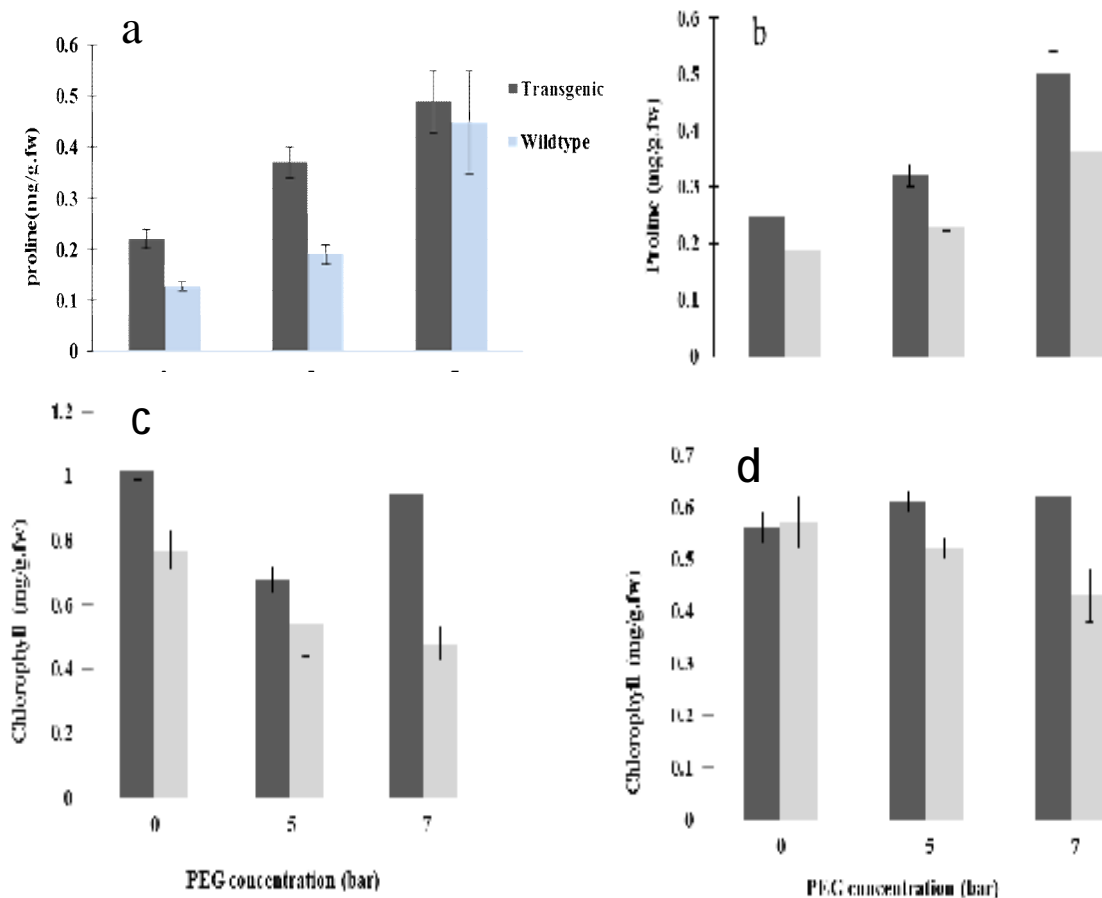 a
0.6
0.5
0.4
0.3
0.2
0.1
0
proline(mg/g.fw)
Transgenic
Wildtype
b
0.6
0.5
0.4
0.3
0.2
0.1
0
Proline (mg/g.fw)
c
1.2
1
0.8
0.6
0.4
0.2
0
Chlorophyll (mg/g.fw)
0 5 7
PEG concentration (bar)
d
0.7
0.6
0.5
0.4
0.3
0.2
0.1
0
Chlorophyll (mg/g.fw)
0 5 7
PEG concentration (bar)